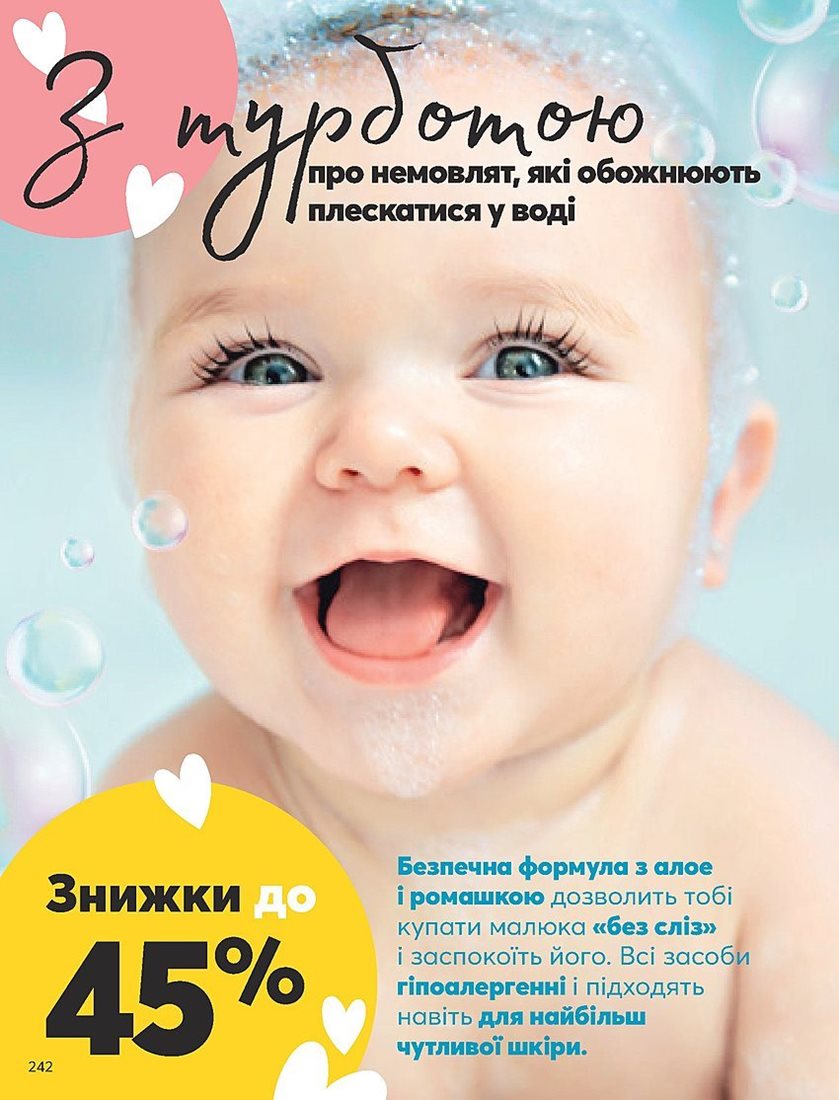 З турботою
про немовлят, які обожнюють
плескатися у воді
Знижки до
45%
Безпечна формула з алое
і ромашкою дозволить тобі
купати малюка «без сліз»
і заспокоїть його. Всі засоби
гіпоалергенні і підходять
навіть для найбільш
чутливої шкіри.
242